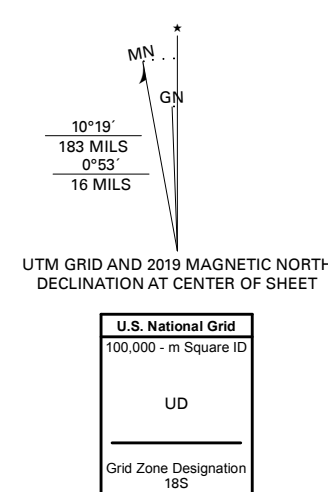 ★
MN
GN
10°19´
183 MILS
0°53´
16 MILS
UTM GRID AND 2019 MAGNETIC NORTH
DECLINATION AT CENTER OF SHEET
U.S. National Grid
100,000 - m Square ID
UD
Grid Zone Designation
18S